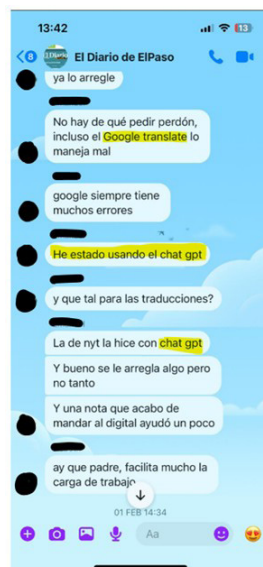 13:42
13
8
El Diario de ElPaso
ya lo arregle
No hay de qué pedir perdón,
incluso el Google translate lo
maneja mal
google siempre tiene
muchos errores
He estado usando el chat gpt
y que tal para las traducciones?
La de nyt la hice con chat gpt
Y bueno se le arregla algo pero
no tanto
Y una nota que acabo de
mandar al digital ayudó un poco
ay que padre, facilita mucho la
carga de trabajo
01 FEB 14:34
Aa